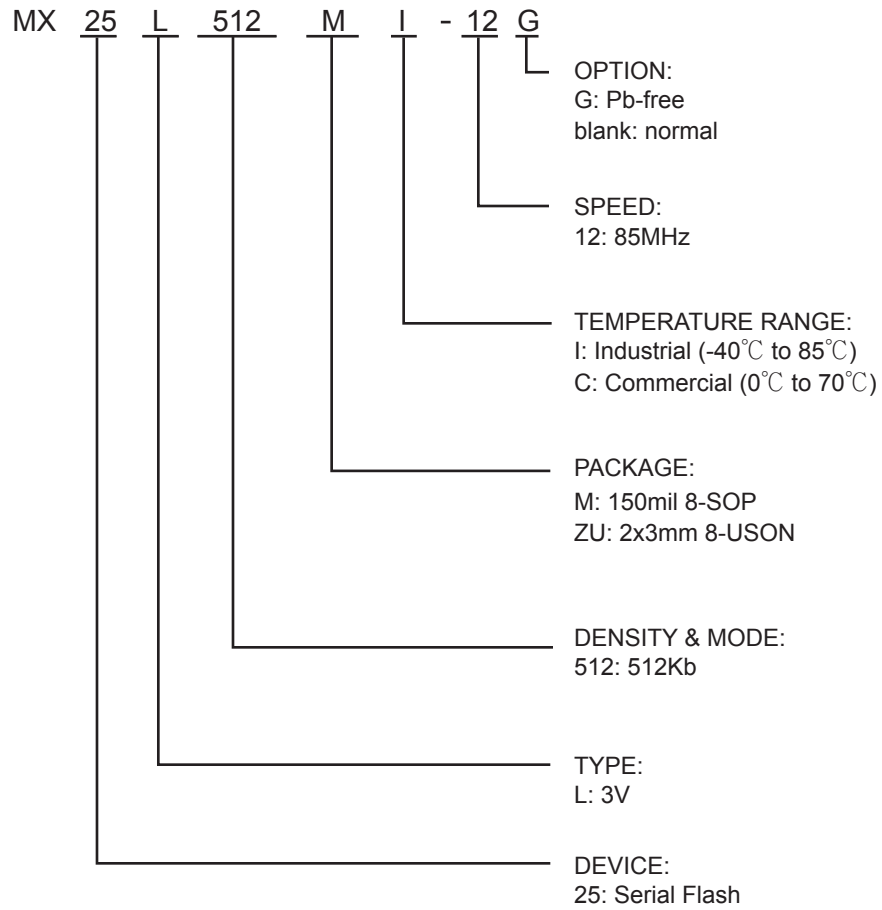 MX 25 L 512 M I - 12 G
OPTION:
G: Pb-free
blank: normal
SPEED:
12: 85MHz
TEMPERATURE RANGE:
I: Industrial (-40℃ to 85℃)
C: Commercial (0℃ to 70℃)
PACKAGE:
M: 150mil 8-SOP
ZU: 2x3mm 8-USON
DENSITY & MODE:
512: 512Kb
TYPE:
L: 3V
DEVICE:
25: Serial Flash